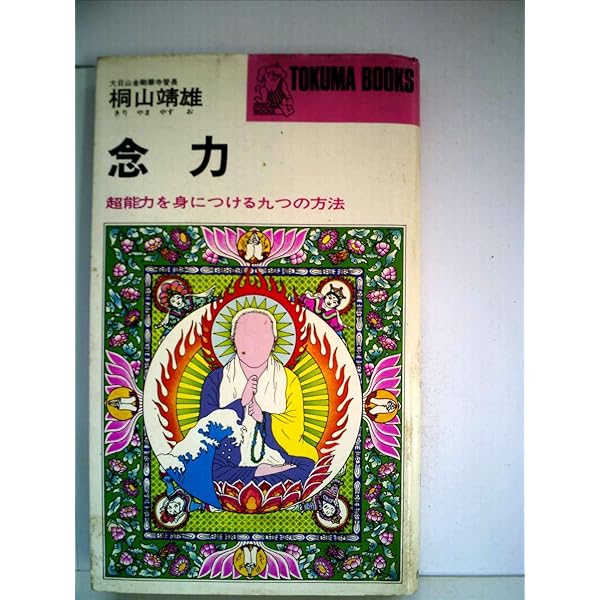 TOKUMA BOOKS
大日山金剛華寺管長
桐山靖雄
きり やま やす お
念力
超能力を身につける九つの方法